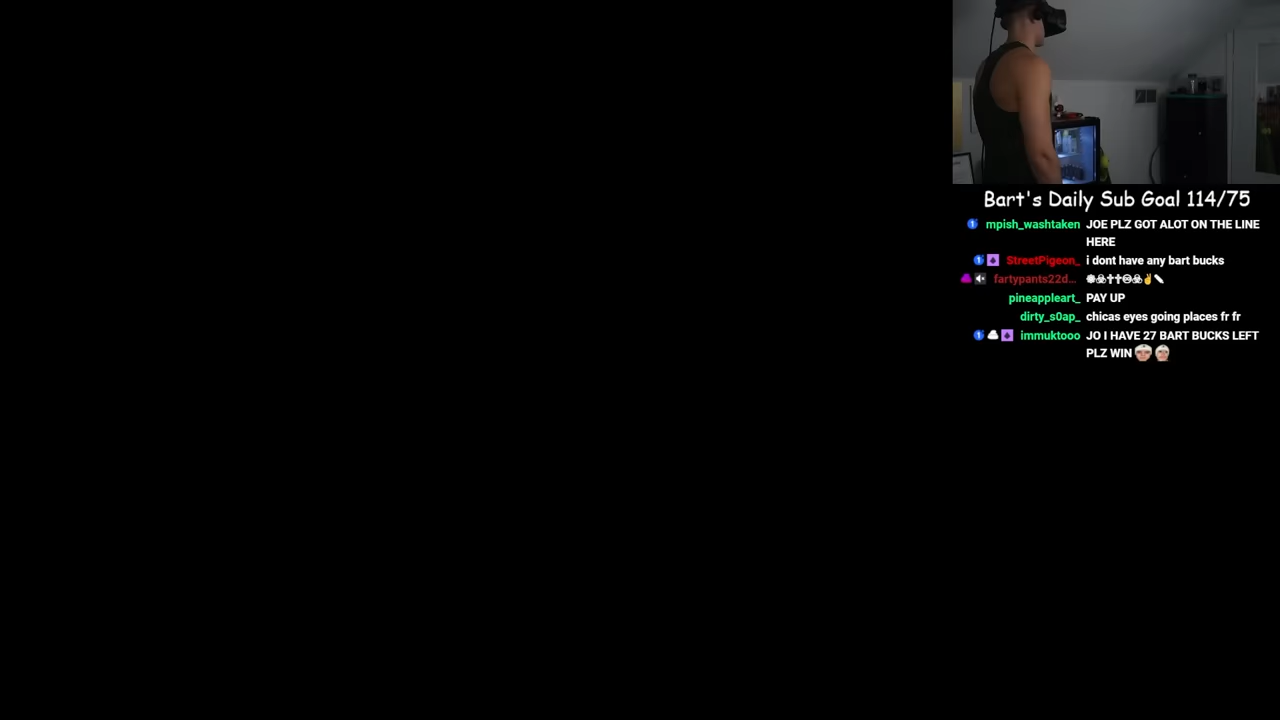 Bart's Daily Sub Goal 114/75
mpish_washtaken JOE PLZ GOT ALOT ON THE LINE
HERE
StreetPigeon_ i dont have any bart bucks
fartypants22d...
pineappleart_ PAY UP
dirty_s0ap_ chicas eyes going places fr fr
immuktooo JO I HAVE 27 BART BUCKS LEFT
PLZ WIN